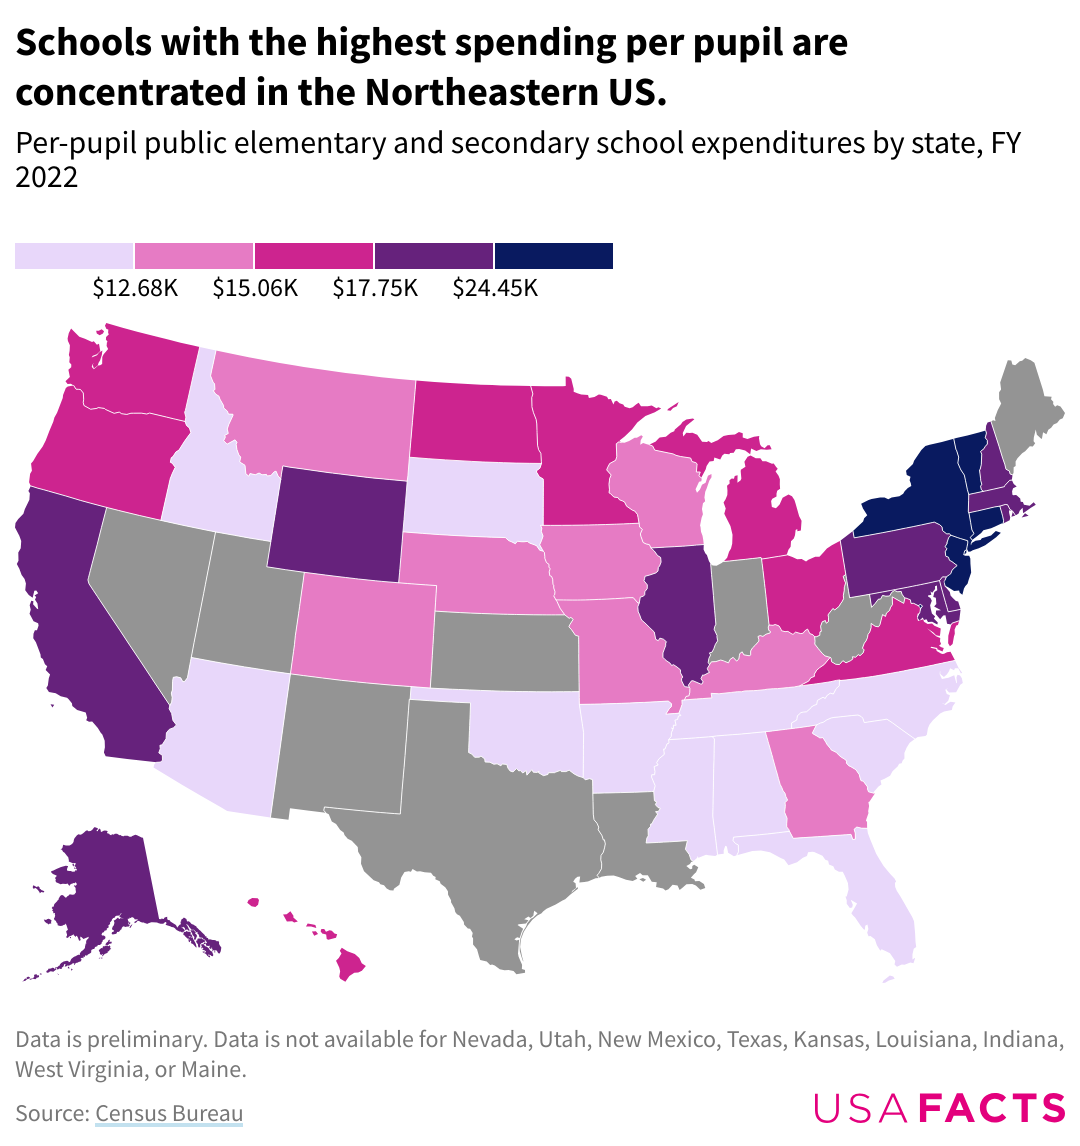 Schools with the highest spending per pupil are
concentrated in the Northeastern US.
Per-pupil public elementary and secondary school expenditures by state, FY
2022
$12.68K $15.06K $17.75K $24.45K
Data is preliminary. Data is not available for Nevada, Utah, New Mexico, Texas, Kansas, Louisiana, Indiana,
West Virginia, or Maine.
Source: Census Bureau
USAFACTS